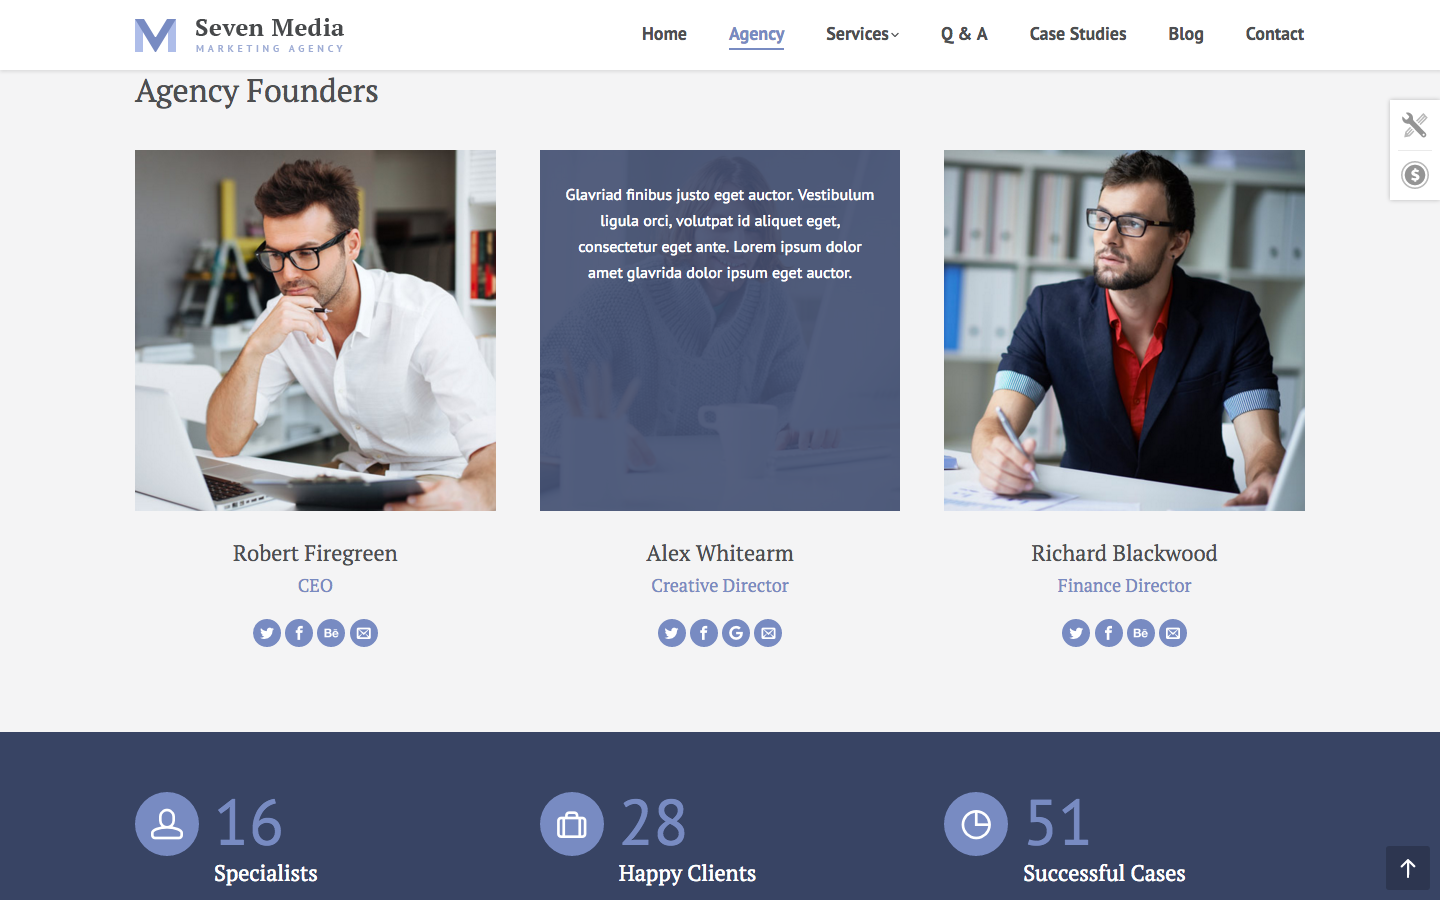 Seven Media
MARKETING AGENCY
Home Agency Services Q & A Case Studies Blog Contact
Agency Founders
Glavriad finibus justo eget auctor. Vestibulum
ligula orci, volutpat id aliquet eget,
consectetur eget ante. Lorem ipsum dolor
amet glavrida dolor ipsum eget auctor.
Robert Firegreen
CEO
Bē
Alex Whitearm
Creative Director
Richard Blackwood
Finance Director
Bē
16
Specialists
28
Happy Clients
51
Successful Cases